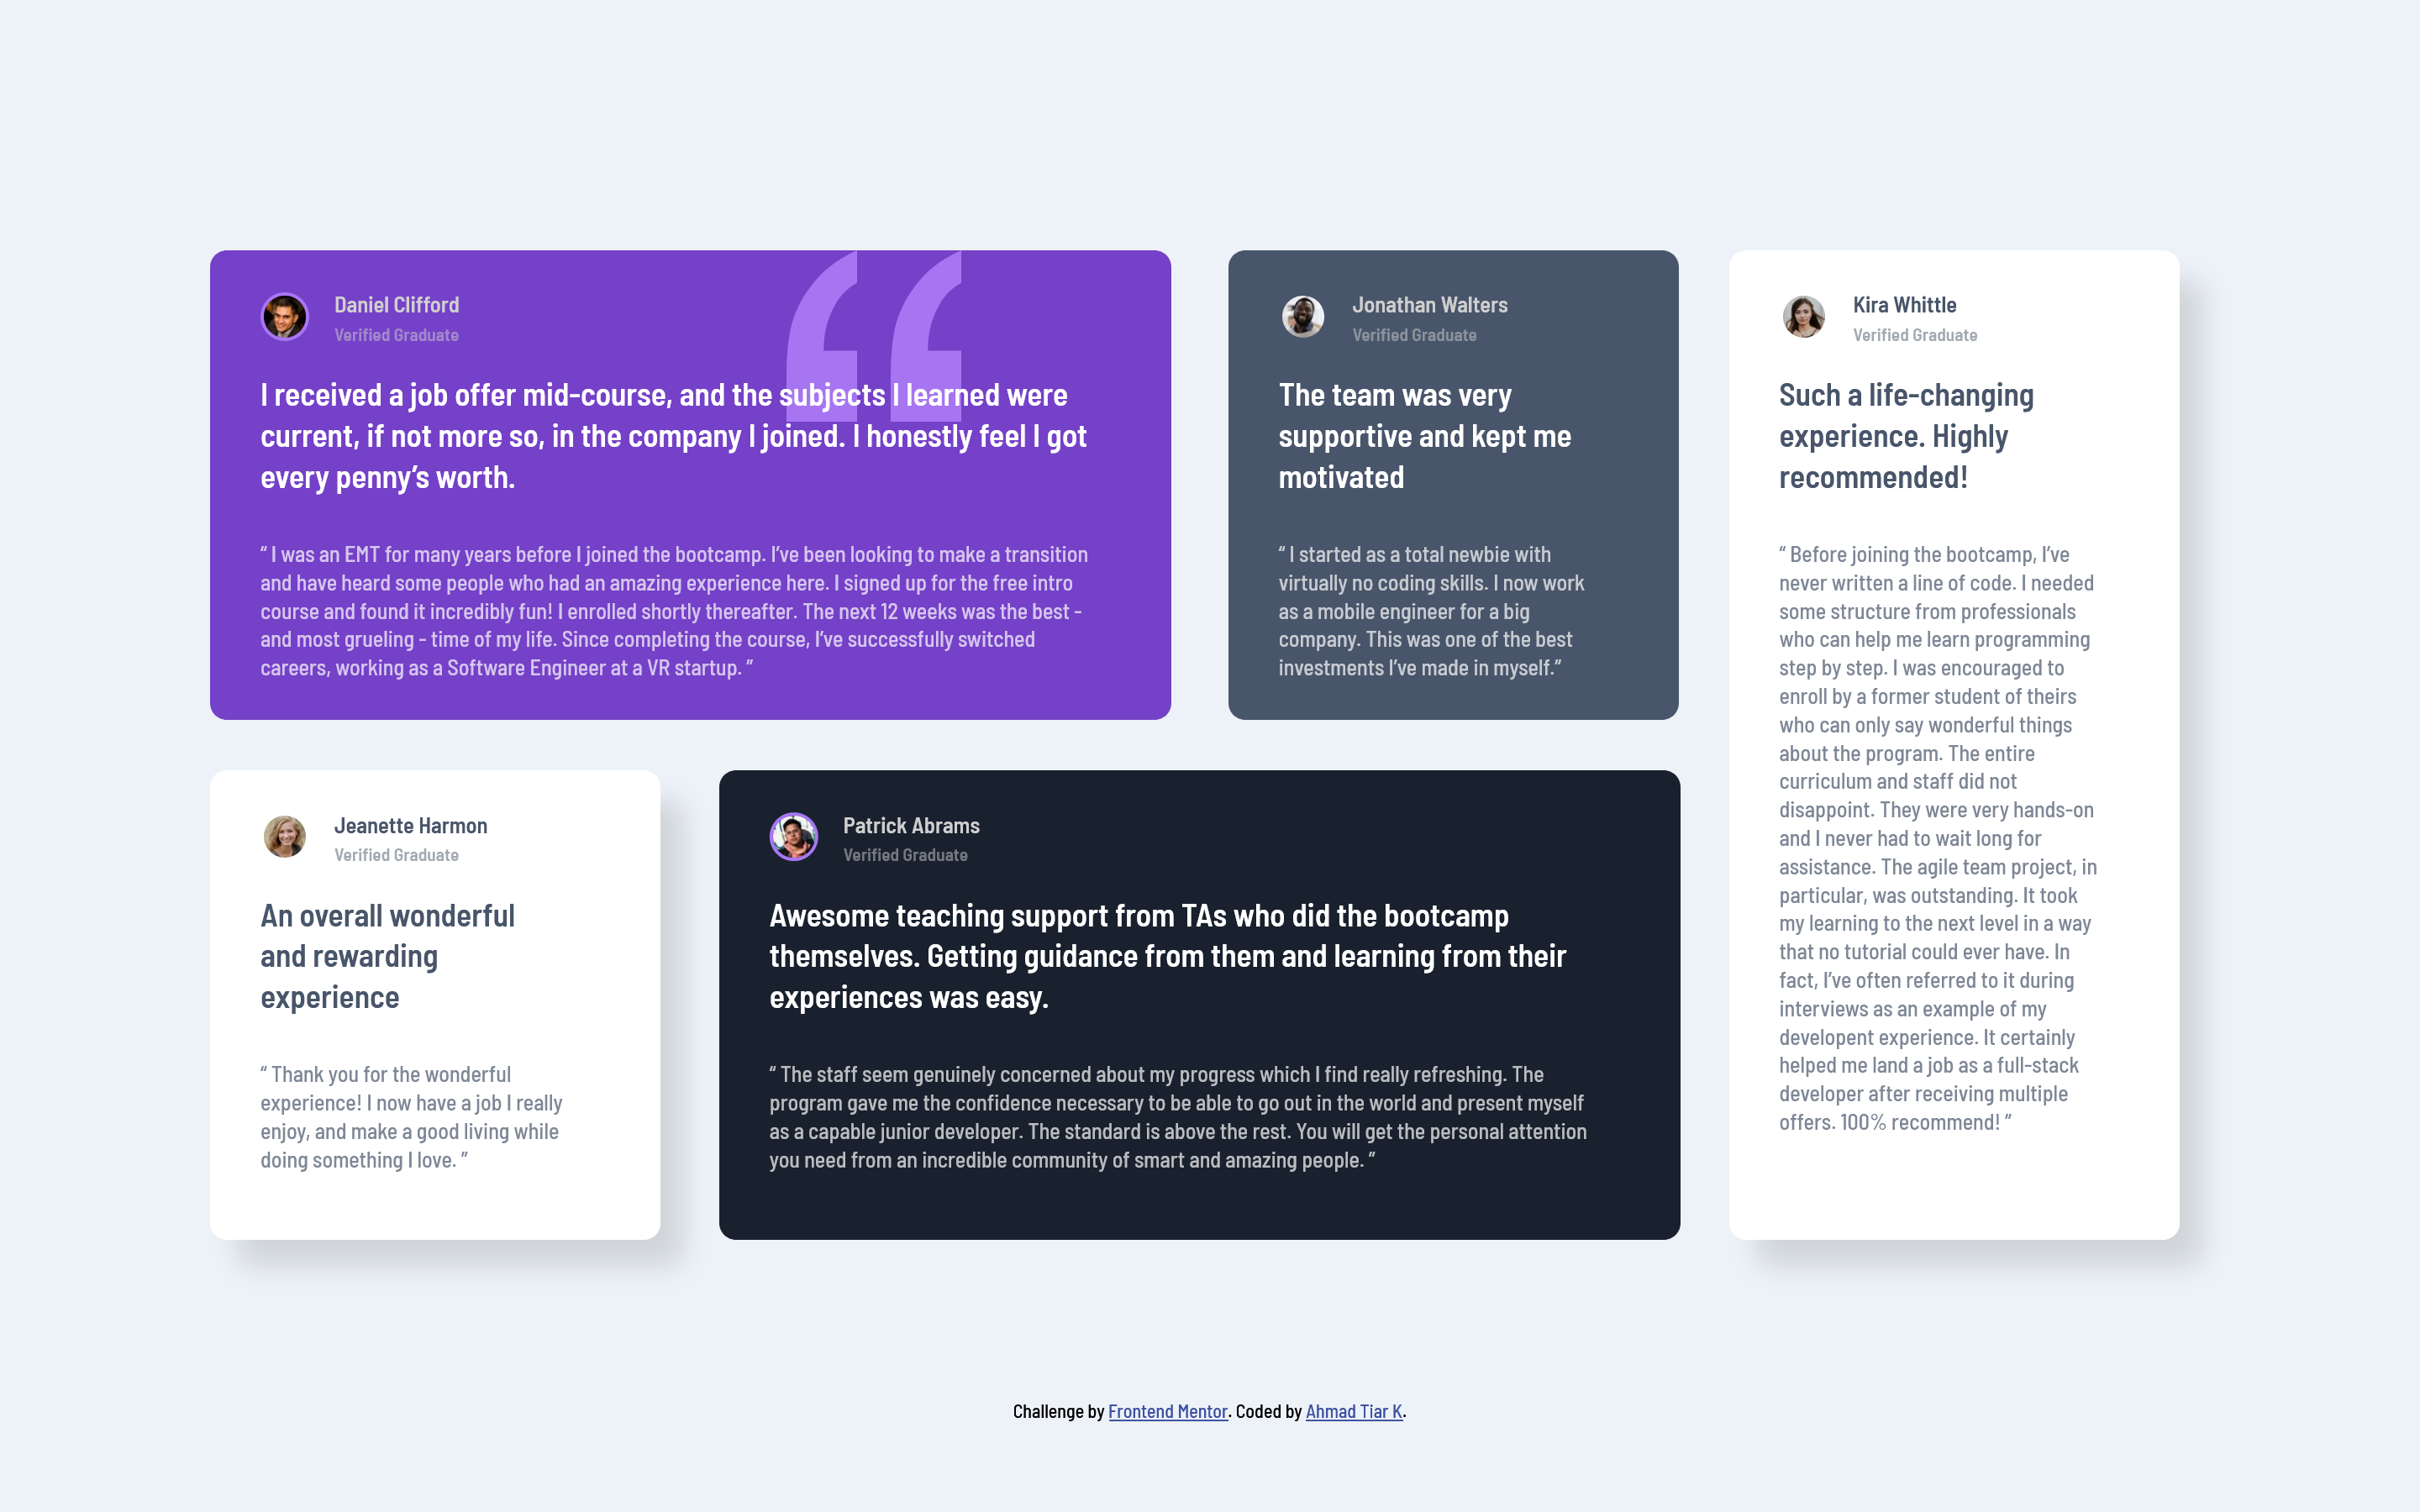 Daniel Clifford
Verified Graduate
I received a job offer mid-course, and the subjects I learned were
current, if not more so, in the company I joined. I honestly feel I got
every penny’s worth.
“ I was an EMT for many years before I joined the bootcamp. I’ve been looking to make a transition
and have heard some people who had an amazing experience here. I signed up for the free intro
course and found it incredibly fun! I enrolled shortly thereafter. The next 12 weeks was the best -
and most grueling - time of my life. Since completing the course, I’ve successfully switched
careers, working as a Software Engineer at a VR startup. ”
Jonathan Walters
Verified Graduate
The team was very
supportive and kept me
motivated
“ I started as a total newbie with
virtually no coding skills. I now work
as a mobile engineer for a big
company. This was one of the best
investments I’ve made in myself.”
Kira Whittle
Verified Graduate
Such a life-changing
experience. Highly
recommended!
“ Before joining the bootcamp, I’ve
never written a line of code. I needed
some structure from professionals
who can help me learn programming
step by step. I was encouraged to
enroll by a former student of theirs
who can only say wonderful things
about the program. The entire
curriculum and staff did not
disappoint. They were very hands-on
and I never had to wait long for
assistance. The agile team project, in
particular, was outstanding. It took
my learning to the next level in a way
that no tutorial could ever have. In
fact, I’ve often referred to it during
interviews as an example of my
developent experience. It certainly
helped me land a job as a full-stack
developer after receiving multiple
offers. 100% recommend! ”
Jeanette Harmon
Verified Graduate
An overall wonderful
and rewarding
experience
“ Thank you for the wonderful
experience! I now have a job I really
enjoy, and make a good living while
doing something I love. ”
Patrick Abrams
Verified Graduate
Awesome teaching support from TAs who did the bootcamp
themselves. Getting guidance from them and learning from their
experiences was easy.
“ The staff seem genuinely concerned about my progress which I find really refreshing. The
program gave me the confidence necessary to be able to go out in the world and present myself
as a capable junior developer. The standard is above the rest. You will get the personal attention
you need from an incredible community of smart and amazing people. ”
Challenge by Frontend Mentor. Coded by Ahmad Tiar K.